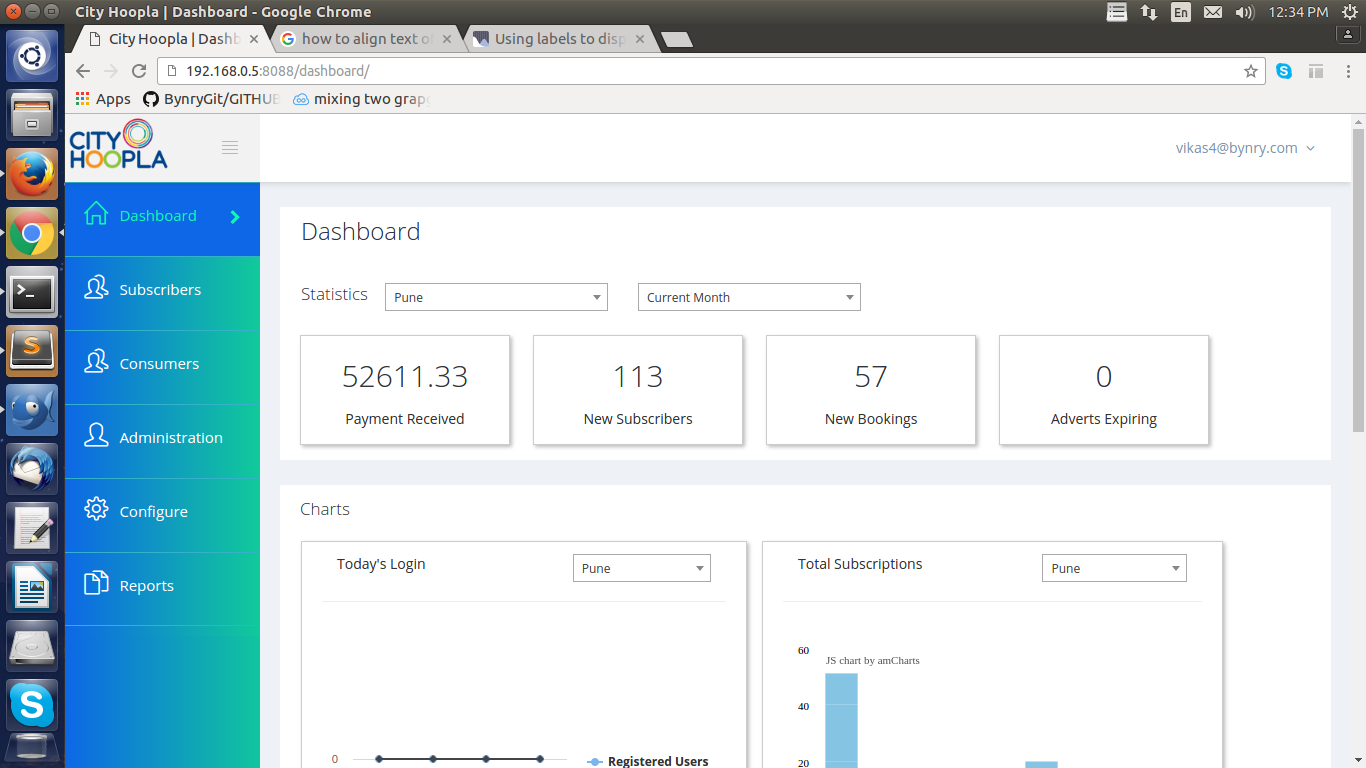 City Hoopla | Dashboard - Google Chrome
En
12:34 PM
City Hoopla | Dashb
how to align text of
Using labels to disp
192.168.0.5:8088/dashboard/
Apps
BynryGit/GITHUB
mixing two grap
CITY
HOOPLA
vikas4@bynry.com
Dashboard
Subscribers
Consumers
Administration
Configure
Reports
Dashboard
Statistics
Pune
Current Month
52611.33
Payment Received
113
New Subscribers
57
New Bookings
0
Adverts Expiring
Charts
Today's Login
Pune
0
Registered Users
Total Subscriptions
Pune
60
JS chart by amCharts
40
20